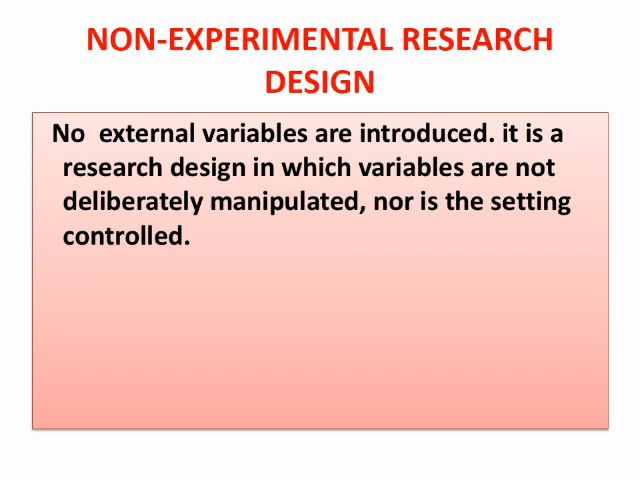 NON-EXPERIMENTAL RESEARCH
DESIGN
No  external variables are introduced. it is a
research design in which variables are not
deliberately manipulated, nor is the setting
controlled.